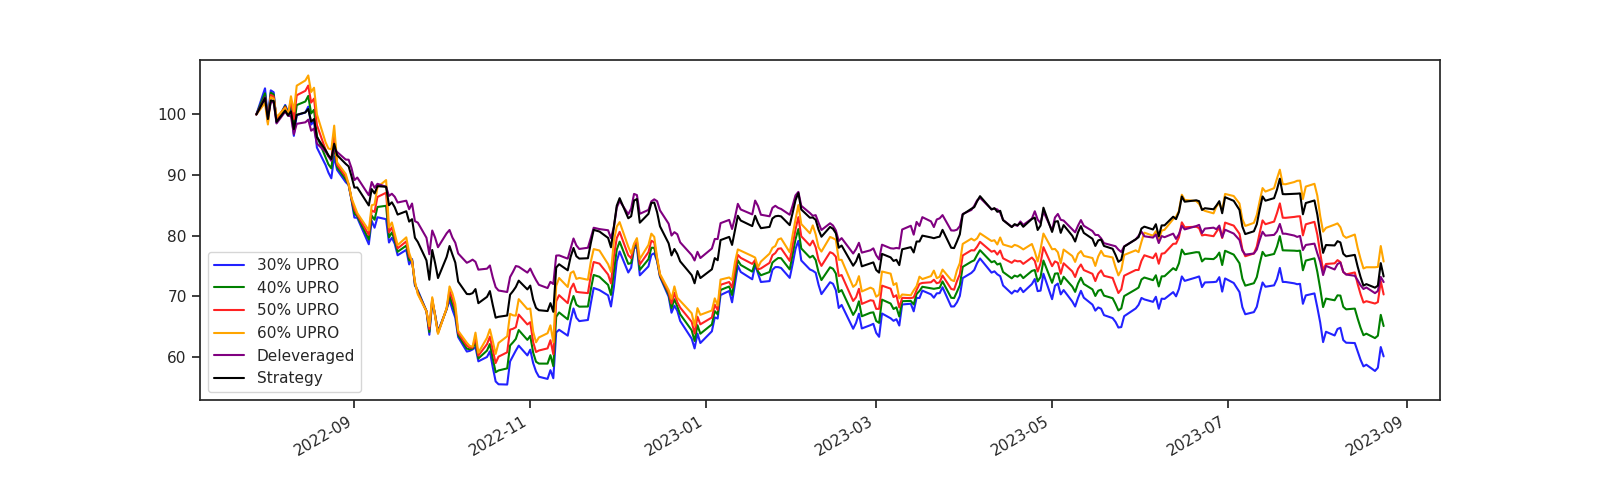 100
90
80
70
60
30% UPRO
40% UPRO
50% UPRO
60% UPRO
Deleveraged
Strategy
2022-09
2022-11
2023-01
2023-03
2023-05
2023-07
2023-09